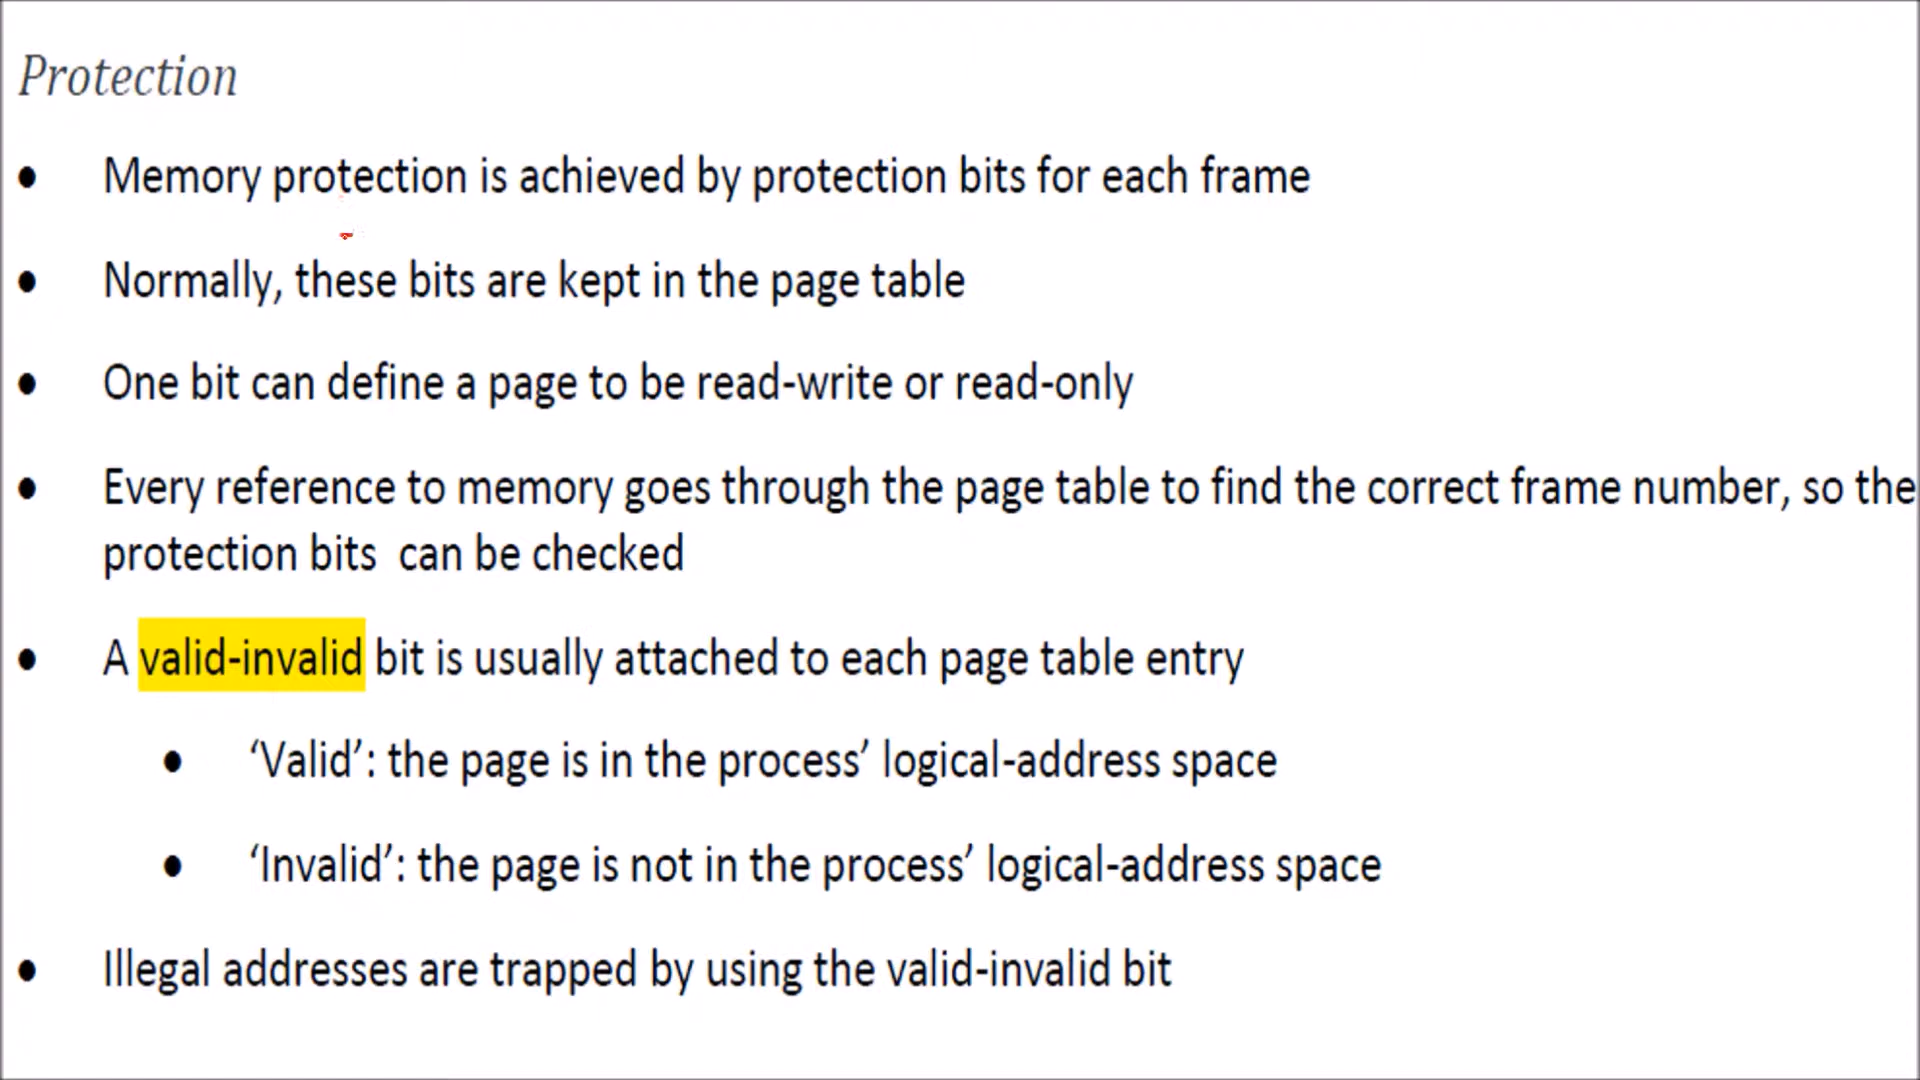 Protection
• Memory protection is achieved by protection bits for each frame
• Normally, these bits are kept in the page table
• One bit can define a page to be read-write or read-only
• Every reference to memory goes through the page table to find the correct frame number, so the
protection bits  can be checked
• A valid-invalid bit is usually attached to each page table entry
• ‘Valid’: the page is in the process’ logical-address space
• ‘Invalid’: the page is not in the process’ logical-address space
• Illegal addresses are trapped by using the valid-invalid bit